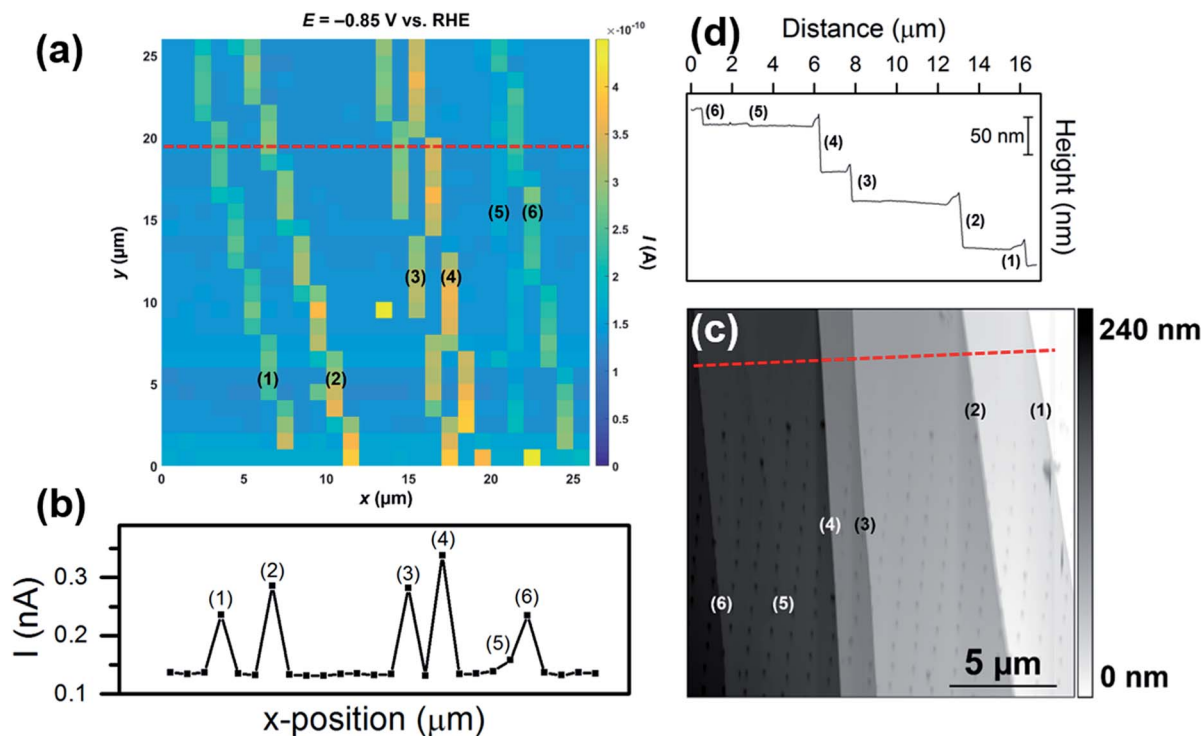 (a)
E = –0.85 V vs. RHE
×10⁻¹⁰
25
20
15
10
5
0
y (µm)
0 5 10 15 20 25
x (µm)
(1) (2) (3) (4) (5) (6)
4
3.5
3
2.5
2
1.5
1
0.5
0
I (A)
(b)
I (nA)
0.3
0.2
0.1
(1) (2) (3) (4) (5) (6)
x-position (μm)
(d)
Distance (μm)
0 2 4 6 8 10 12 14 16
(6) (5) (4) (3) (2) (1)
50 nm
Height (nm)
(c)
(2) (1)
(4) (3)
(6) (5)
5 µm
240 nm
0 nm